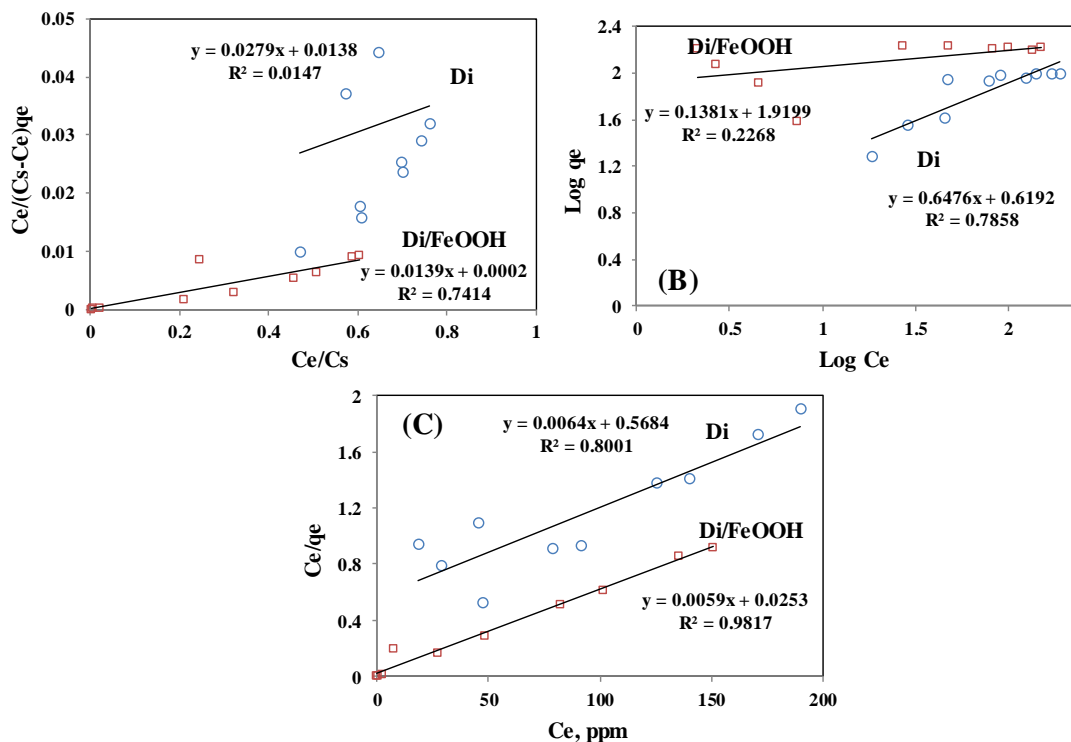 0.05
0.04
0.03
0.02
0.01
0
Ce/(Cs-Ce)qe
y = 0.0279x + 0.0138
R² = 0.0147
Di
Di/FeOOH
y = 0.0139x + 0.0002
R² = 0.7414
0 0.2 0.4 0.6 0.8 1
Ce/Cs
2.4
2
1.6
1.2
0.8
0.4
0
Log qe
Di/FeOOH
y = 0.1381x + 1.9199
R² = 0.2268
Di
y = 0.6476x + 0.6192
R² = 0.7858
(B)
0 0.5 1 1.5 2
Log Ce
2
1.6
1.2
0.8
0.4
0
Ce/qe
(C)
y = 0.0064x + 0.5684
R² = 0.8001
Di
Di/FeOOH
y = 0.0059x + 0.0253
R² = 0.9817
0 50 100 150 200
Ce, ppm